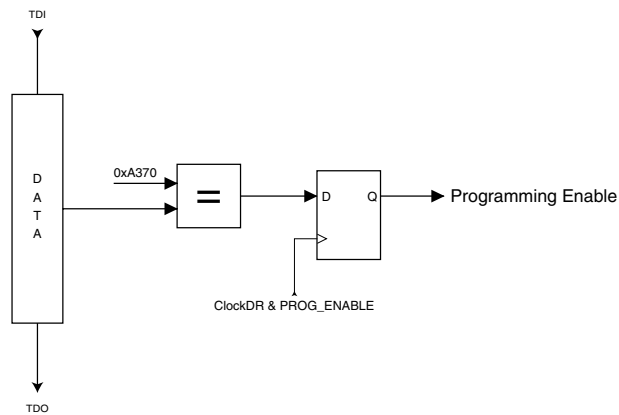 TDI
D
A
T
A
0xA370
=
D
Q
Programming Enable
ClockDR & PROG_ENABLE
TDO